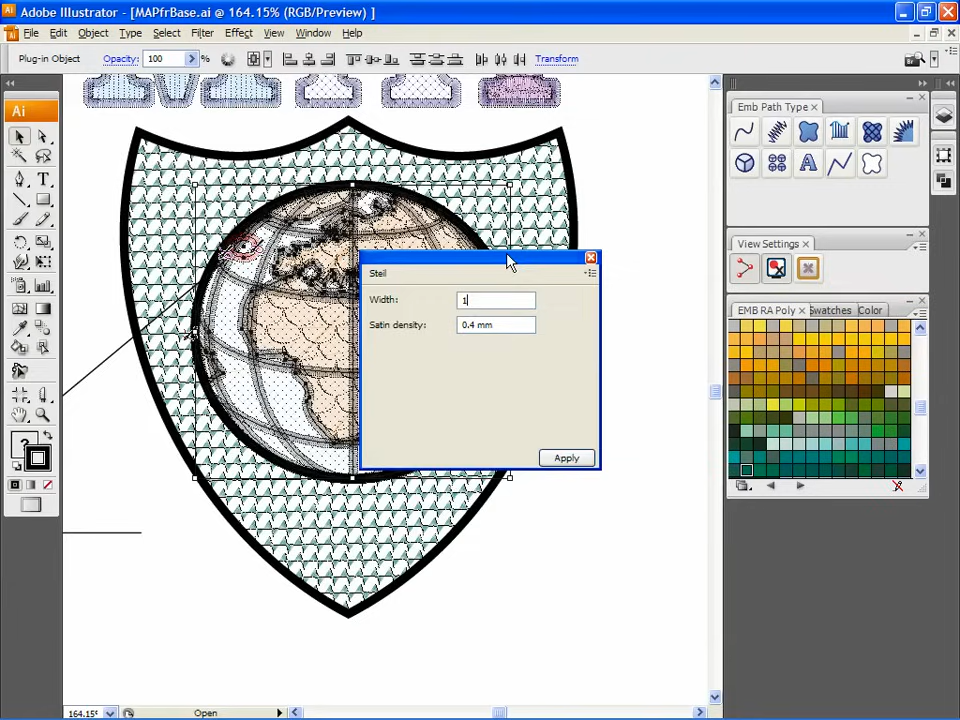 Adobe Illustrator - [MAPfrBase.ai @ 164.15% (RGB/Preview) ]
Ai File Edit Object Type Select Filter Effect View Window Help
Plug-in Object Opacity: 100 % Transform
Ai
T
Emb Path Type ×
A
View Settings ×
EMB RA Poly × Swatches Color
Steil
Width: 1
Satin density: 0.4 mm
Apply
?
164.15% Open